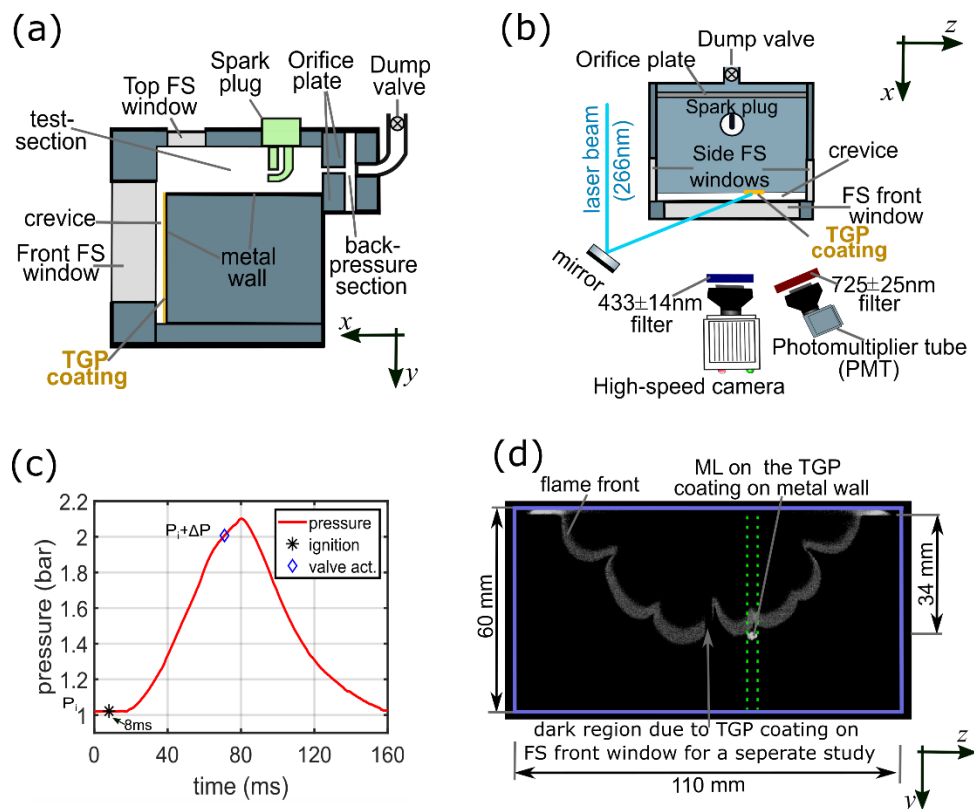 (a)
Top FS
window
Spark
plug
Orifice
plate
Dump
valve
test-
section
crevice
Front FS
window
metal
wall
back-
pressure
section
TGP
coating
x
y
(b)
Dump valve
Orifice plate
Spark plug
z
x
laser beam
(266nm)
Side FS
windows
crevice
FS front
window
TGP
coating
mirror
433±14nm
filter
725±25nm
filter
Photomultiplier tube
(PMT)
High-speed camera
(c)
2.2
2
1.8
1.6
1.4
1.2
1
pressure (bar)
Pi+ΔP
pressure
ignition
valve act.
Pi
8ms
0
40
80
120
160
time (ms)
(d)
flame front
ML on the TGP
coating on metal wall
60 mm
34 mm
dark region due to TGP coating on
FS front window for a seperate study
110 mm
z
y